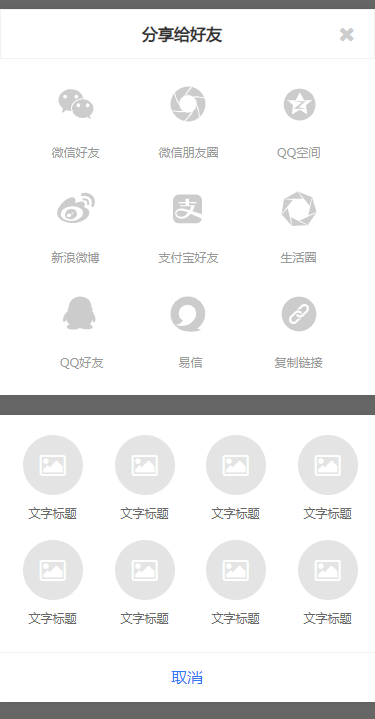 分享给好友
微信好友 微信朋友圈 QQ空间
新浪微博 支付宝好友 生活圈
QQ好友 易信 复制链接
文字标题 文字标题 文字标题 文字标题
文字标题 文字标题 文字标题 文字标题
取消